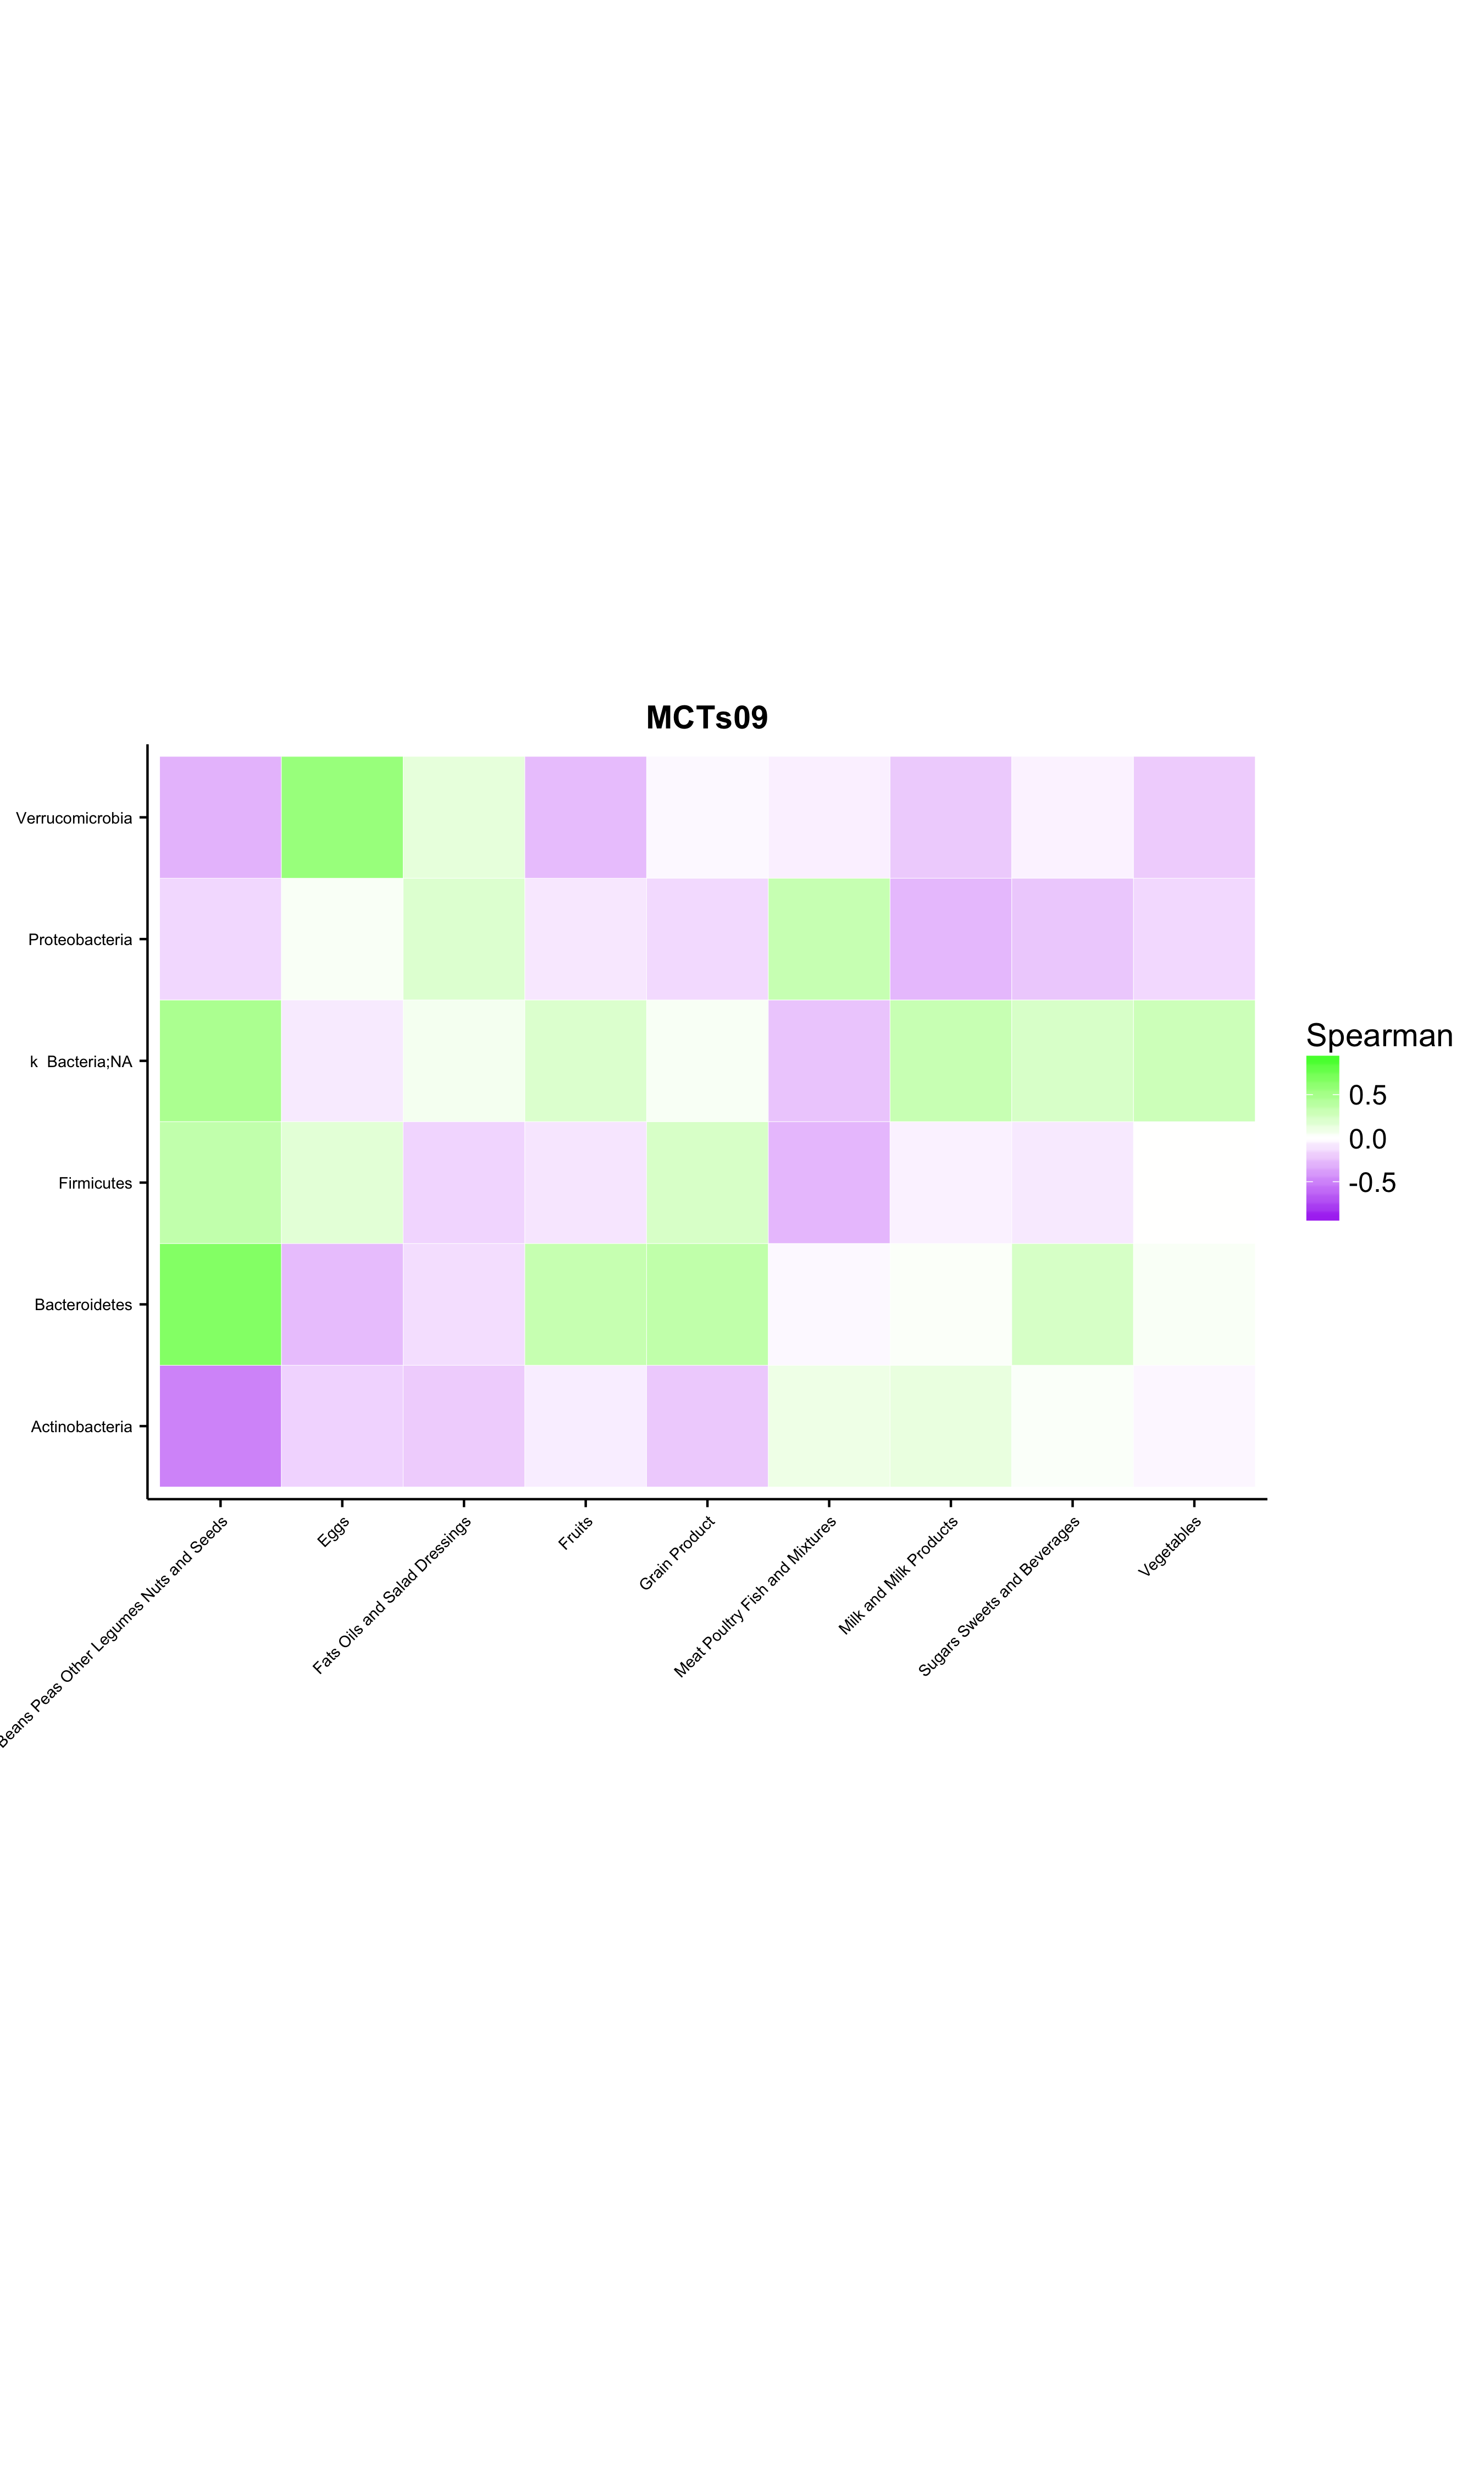 MCTs09
Verrucomicrobia
Proteobacteria
k  Bacteria;NA
Firmicutes
Bacteroidetes
Actinobacteria
Beans Peas Other Legumes Nuts and Seeds
Eggs
Fats Oils and Salad Dressings
Fruits
Grain Product
Meat Poultry Fish and Mixtures
Milk and Milk Products
Sugars Sweets and Beverages
Vegetables
Spearman
0.5
0.0
-0.5